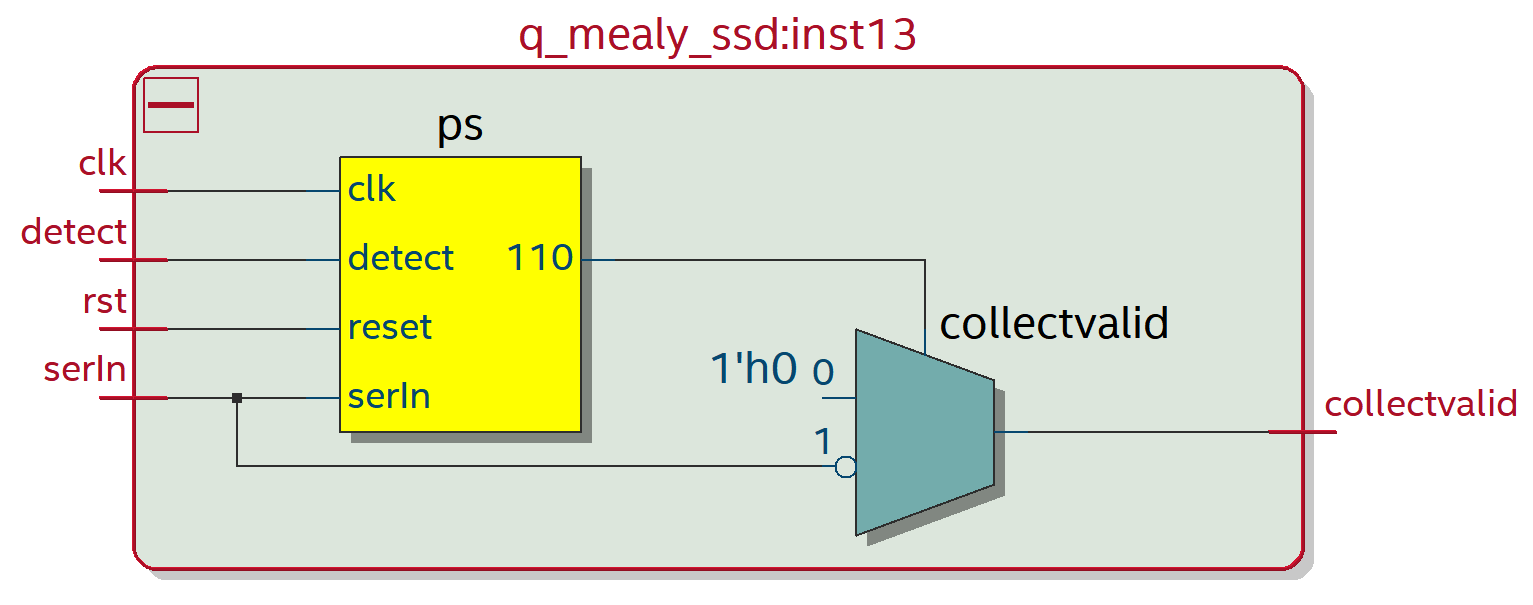 q_mealy_ssd:inst13
ps
clk
clk
detect
detect
110
rst
reset
collectvalid
serIn
serIn
1'h0
0
1
collectvalid